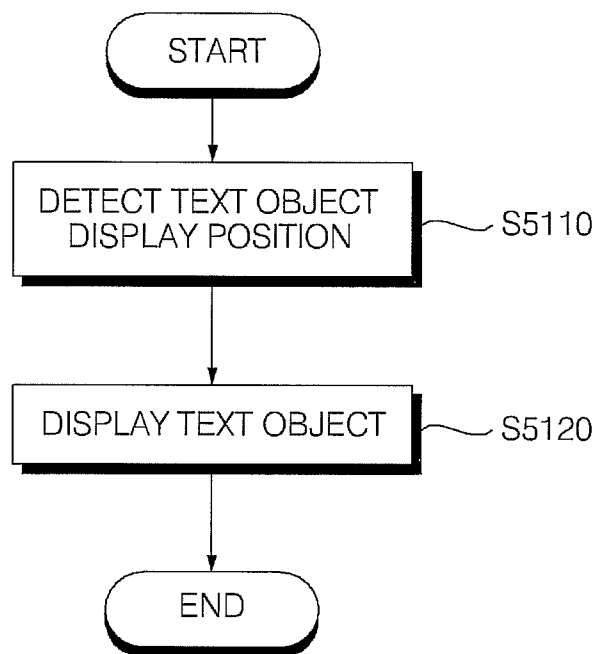 START
DETECT TEXT OBJECT
DISPLAY POSITION
S5110
DISPLAY TEXT OBJECT
S5120
END